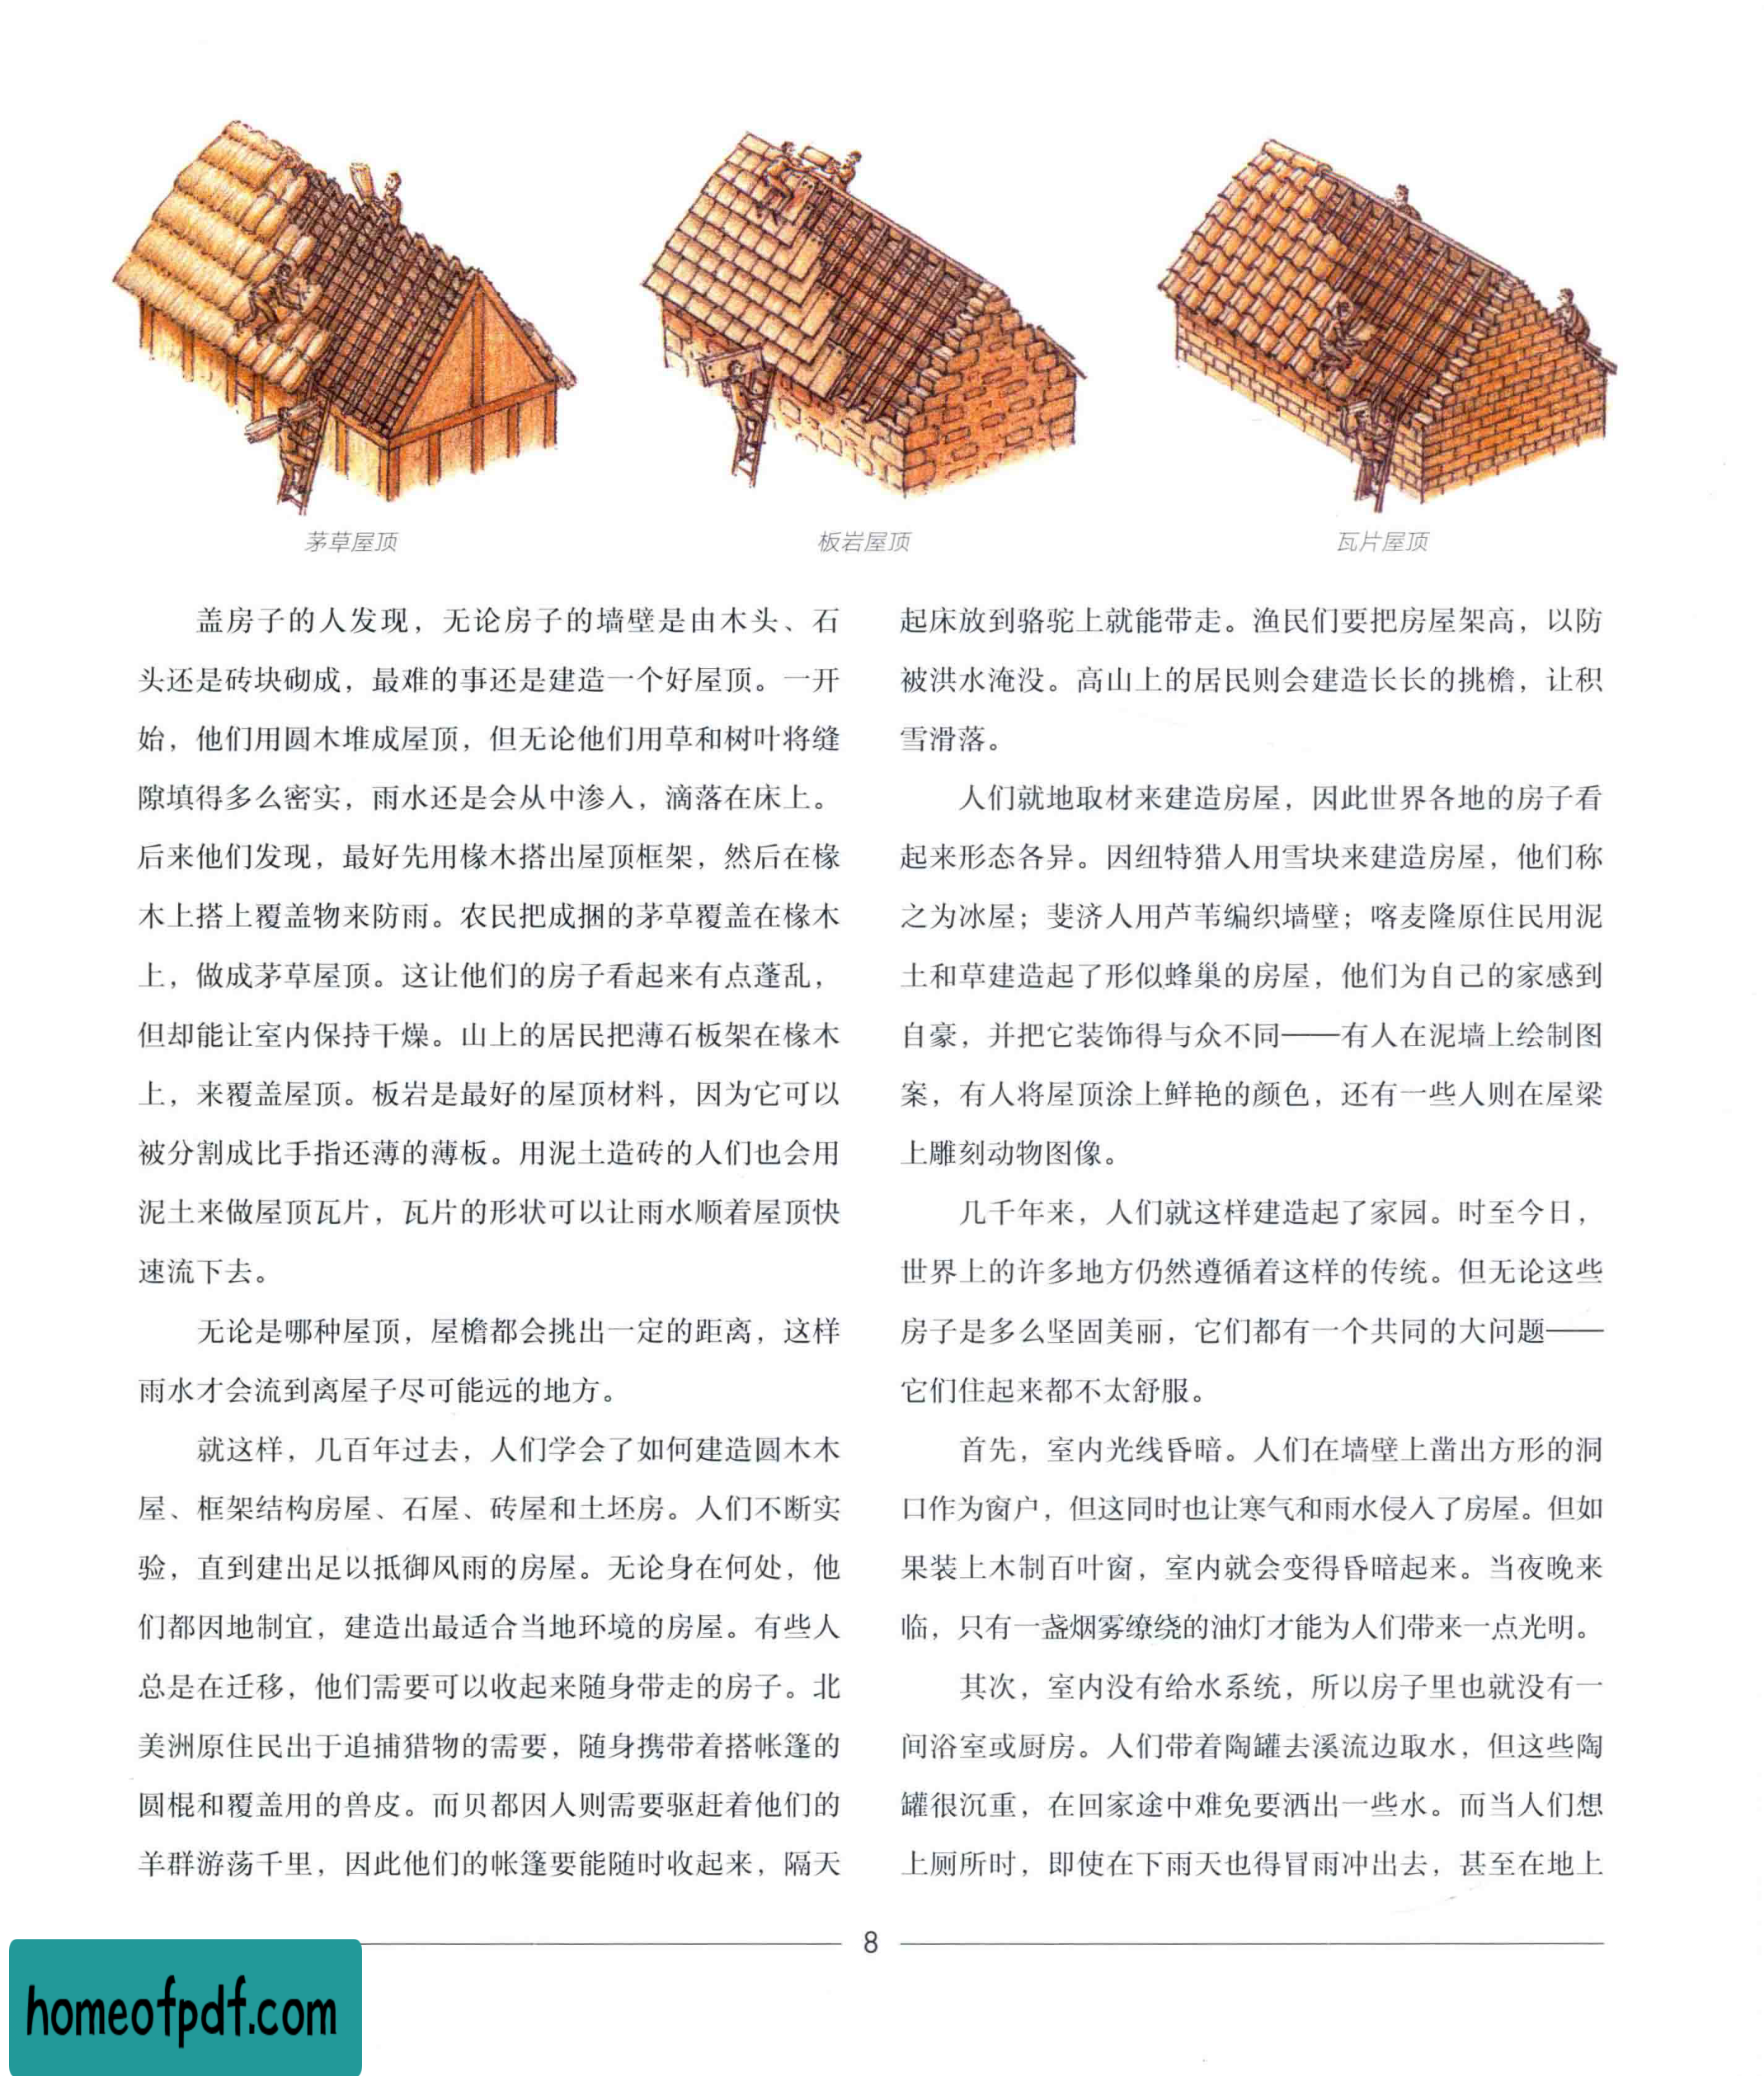 茅草屋顶
板岩屋顶
瓦片屋顶
盖房子的人发现，无论房子的墙壁是由木头、石
头还是砖块砌成，最难的事还是建造一个好屋顶。一开
始，他们用圆木堆成屋顶，但无论他们用草和树叶将缝
隙填得多么密实，雨水还是会从中渗入，滴落在床上。
后来他们发现，最好先用椽木搭出屋顶框架，然后在椽
木上搭上覆盖物来防雨。农民把成捆的茅草覆盖在椽木
上，做成茅草屋顶。这让他们的房子看起来有点蓬乱，
但却能让室内保持干燥。山上的居民把薄石板架在椽木
上，来覆盖屋顶。板岩是最好的屋顶材料，因为它可以
被分割成比手指还薄的薄板。用泥土造砖的人们也会用
泥土来做屋顶瓦片，瓦片的形状可以让雨水顺着屋顶快
速流下去。
无论是哪种屋顶，屋檐都会挑出一定的距离，这样
雨水才会流到离屋子尽可能远的地方。
就这样，几百年过去，人们学会了如何建造圆木木
屋、框架结构房屋、石屋、砖屋和土坯房。人们不断实
验，直到建出足以抵御风雨的房屋。无论身在何处，他
们都因地制宜，建造出最适合当地环境的房屋。有些人
总是在迁移，他们需要可以收起来随身带走的房子。北
美洲原住民出于追捕猎物的需要，随身携带着搭帐篷的
圆棍和覆盖用的兽皮。而贝都因人则需要驱赶着他们的
羊群游荡千里，因此他们的帐篷要能随时收起来，隔天
起床放到骆驼上就能带走。渔民们要把房屋架高，以防
被洪水淹没。高山上的居民则会建造长长的挑檐，让积
雪滑落。
人们就地取材来建造房屋，因此世界各地的房子看
起来形态各异。因纽特猎人用雪块来建造房屋，他们称
之为冰屋；斐济人用芦苇编织墙壁；喀麦隆原住民用泥
土和草建造起了形似蜂巢的房屋，他们为自己的家感到
自豪，并把它装饰得与众不同——有人在泥墙上绘制图
案，有人将屋顶涂上鲜艳的颜色，还有一些人则在屋梁
上雕刻动物图像。
几千年来，人们就这样建造起了家园。时至今日，
世界上的许多地方仍然遵循着这样的传统。但无论这些
房子是多么坚固美丽，它们都有一个共同的大问题——
它们住起来都不太舒服。
首先，室内光线昏暗。人们在墙壁上凿出方形的洞
口作为窗户，但这同时也让寒气和雨水侵入了房屋。但如
果装上木制百叶窗，室内就会变得昏暗起来。当夜晚来
临，只有一盏烟雾缭绕的油灯才能为人们带来一点光明。
其次，室内没有给水系统，所以房子里也就没有一
间浴室或厨房。人们带着陶罐去溪流边取水，但这些陶
罐很沉重，在回家途中难免要洒出一些水。而当人们想
上厕所时，即使在下雨天也得冒雨冲出去，甚至在地上
8
homeofpdf.com